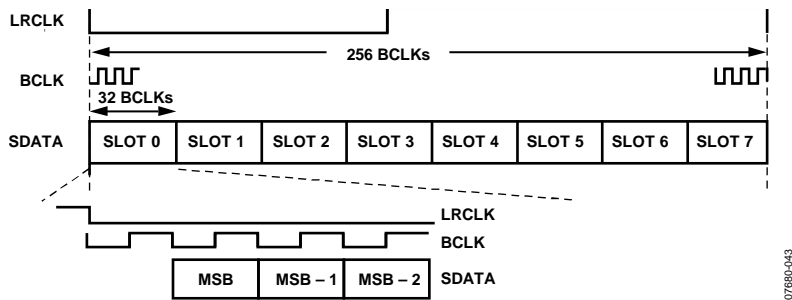 LRCLK
256 BCLKs
BCLK
32 BCLKs
SDATA
SLOT 0 SLOT 1 SLOT 2 SLOT 3 SLOT 4 SLOT 5 SLOT 6 SLOT 7
LRCLK
BCLK
MSB MSB – 1 MSB – 2 SDATA
07680-043